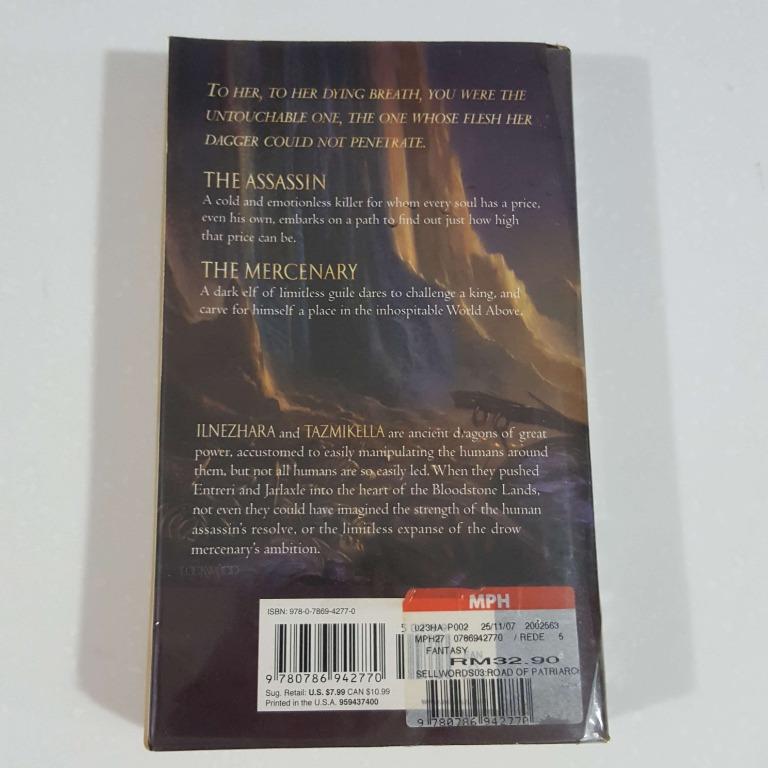 TO HER, TO HER DYING BREATH, YOU WERE THE
UNTOUCHABLE ONE, THE ONE WHOSE FLESH HER
DAGGER COULD NOT PENETRATE.
THE ASSASSIN
A cold and emotionless killer for whom every soul has a price,
even his own, embarks on a path to find out just how high
that price can be.
THE MERCENARY
A dark elf of limitless guile dares to challenge a king, and
carve for himself a place in the inhospitable World Above.
ILNEZHARA and TAZMIKELLA are ancient dragons of great
power, accustomed to easily manipulating the humans around
them, but not all humans are so easily led. When they pushed
Entreri and Jarlaxle into the heart of the Bloodstone Lands,
not even they could have imagined the strength of the human
assassin's resolve, or the limitless expanse of the drow
mercenary's ambition.
LOCKWOOD
ISBN: 978-0-7869-4277-0
9 780786 942770
Sug. Retail: U.S. $7.99 CAN $10.99
Printed in the U.S.A. 959437400
5
EAN
MPH
023HA P002 25/11/07 2002563
MPH27 0786942770 / REDE 5
FANTASY
RM32.90
SELLWORDS03:ROAD OF PATRIARC
9 780786 942770